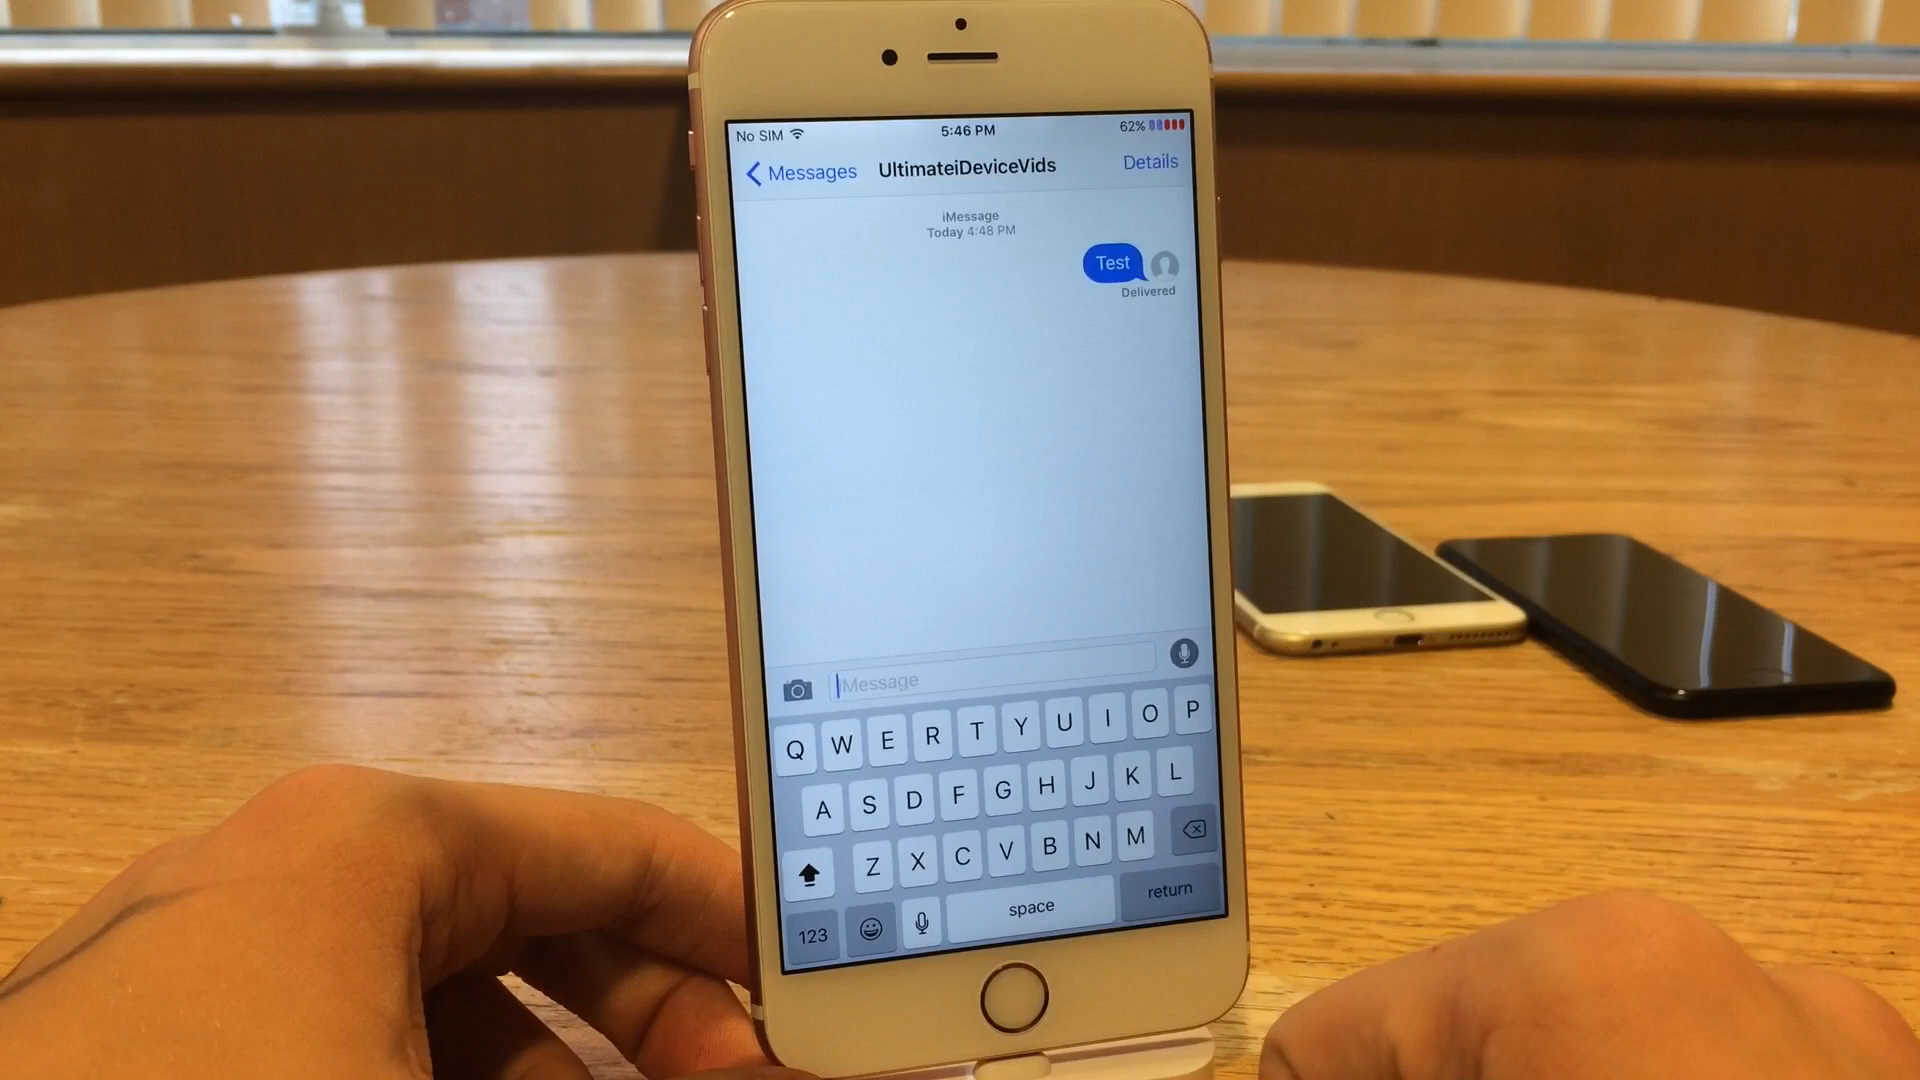 No SIM 5:46 PM 62%
Messages UltimateiDeviceVids Details
iMessage
Today 4:48 PM
Test
Delivered
iMessage
Q W E R T Y U I O P
A S D F G H J K L
Z X C V B N M
123 space return